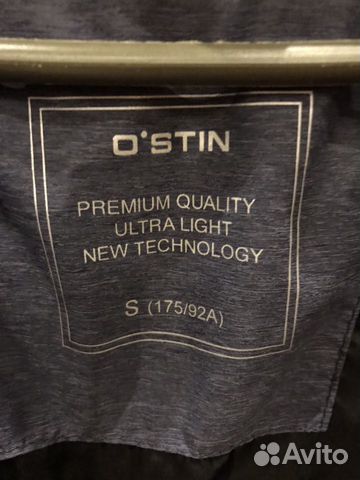 O'STIN
PREMIUM QUALITY
ULTRA LIGHT
NEW TECHNOLOGY
S (175/92A)
Avito